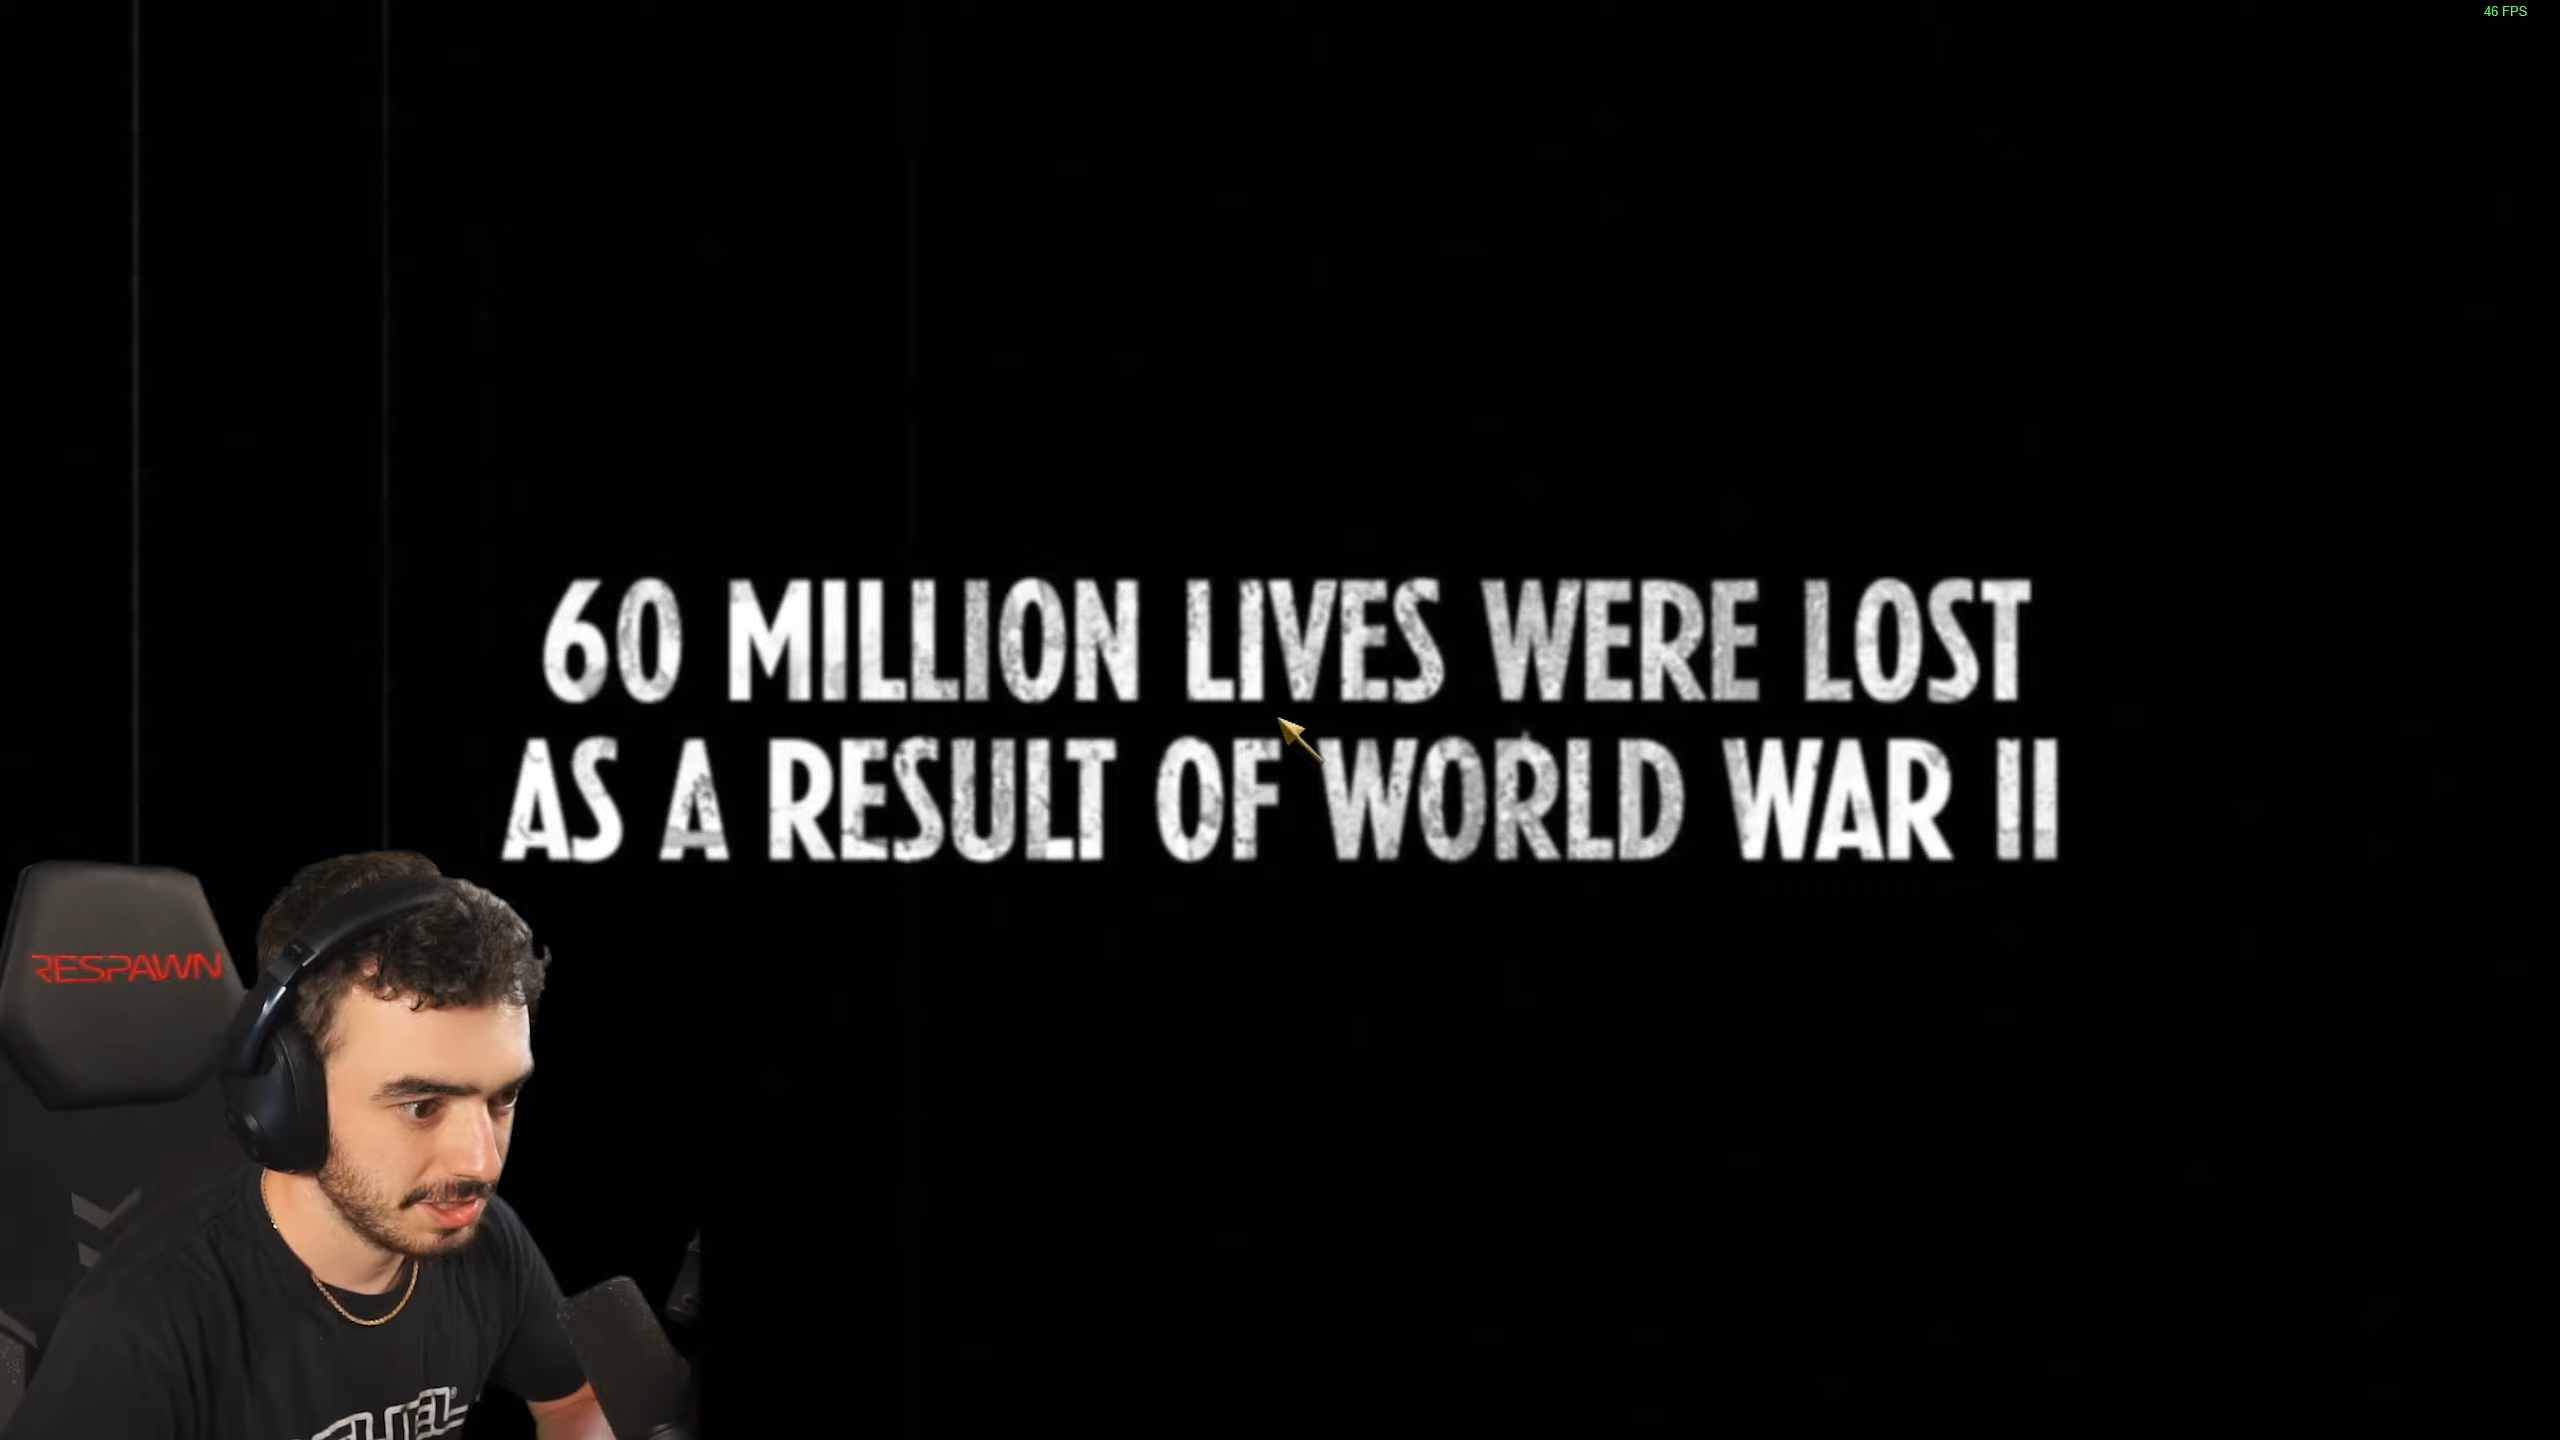 46 FPS
60 MILLION LIVES WERE LOST
AS A RESULT OF WORLD WAR II
RESPAWN